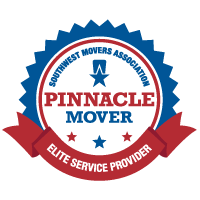 SOUTHWEST MOVERS ASSOCIATION
PINNACLE
MOVER
ELITE SERVICE PROVIDER